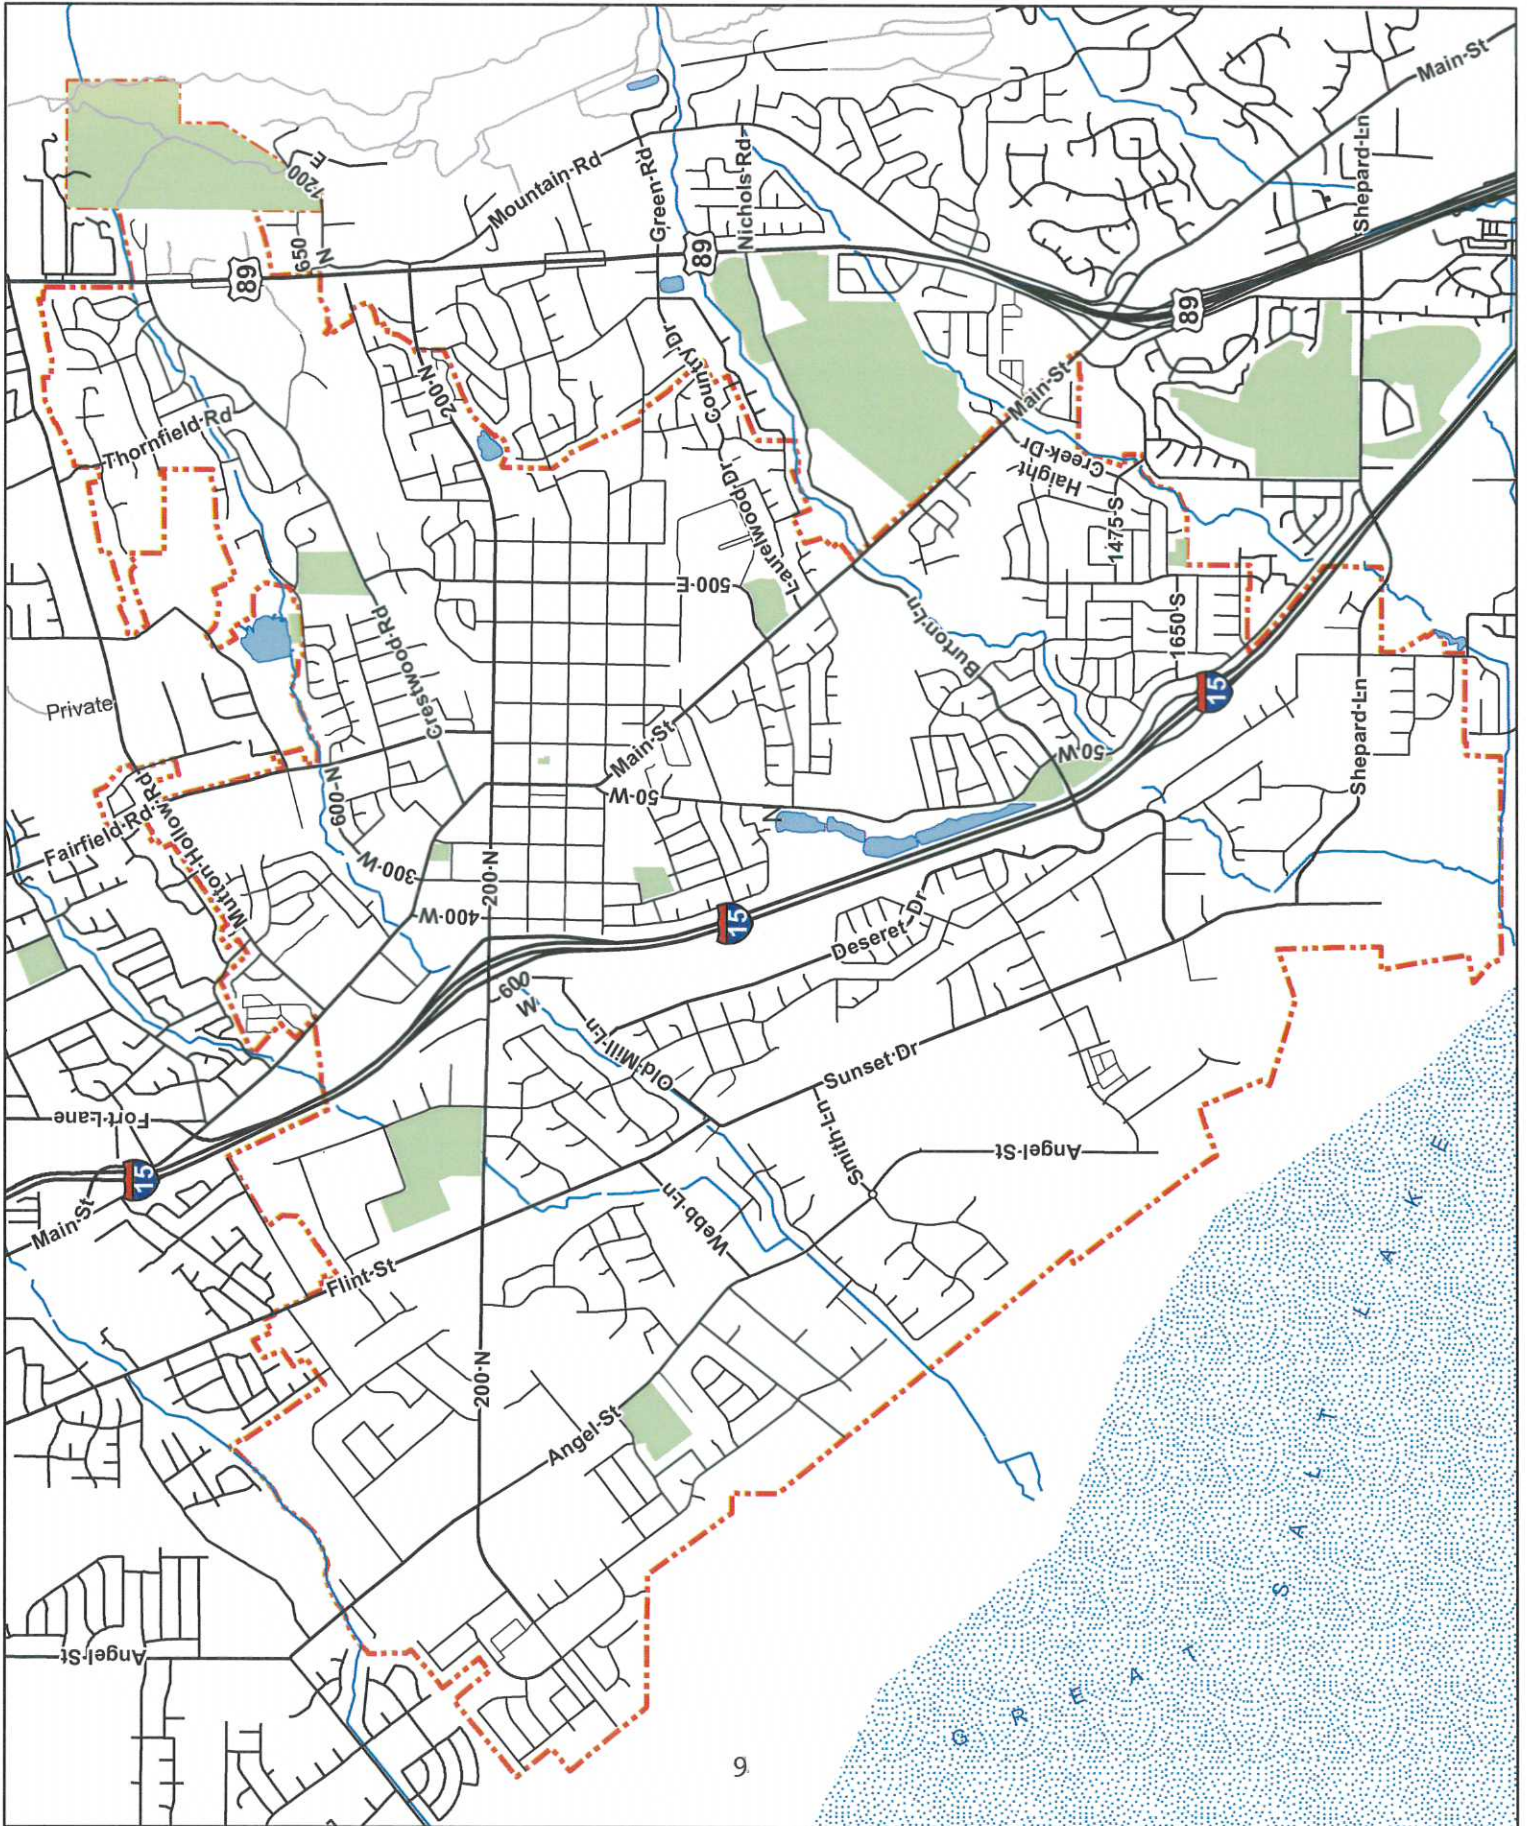 Main-St
Shepard-Ln
1200 E
Mountain-Rd
Green-Rd
Nichols-Rd
650
N
89
89
89
Thornfield-Rd
200-N
Country-Dr
Main-St
Haight
Creek-Dr
Laurelwood-Dr
1475-S
500-E
Crestwood-Rd
Burton-Ln
1650-S
15
Private
Shepard-Ln
Main-St
50-W
50-W
Mutton-Hollow-Rd
Fairfield-Rd
600-N
300-W
400-W
200-N
15
Deseret-Dr
600
W
Old-Mill-Ln
Sunset-Dr
Fort-Lane
Smith-Ln
Angel-St
15
Main-St
Webb-Ln
Flint-St
200-N
Angel-St
Angel-St
GREAT SALT LAKE
9